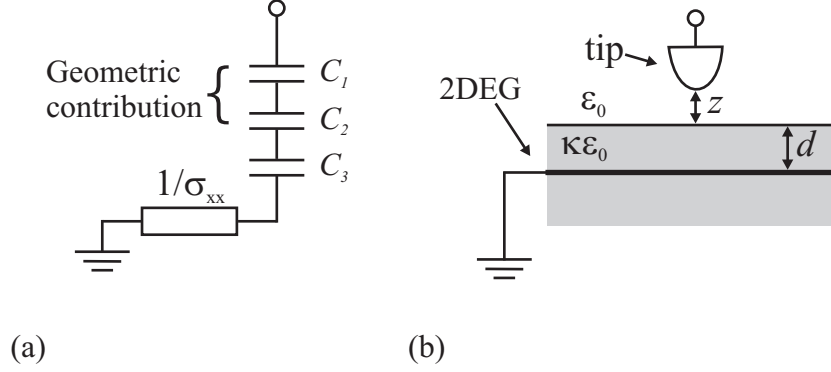 Geometric
contribution
C1
C2
C3
1/σxx
(a)
tip
2DEG
ε0
z
κε0
d
(b)